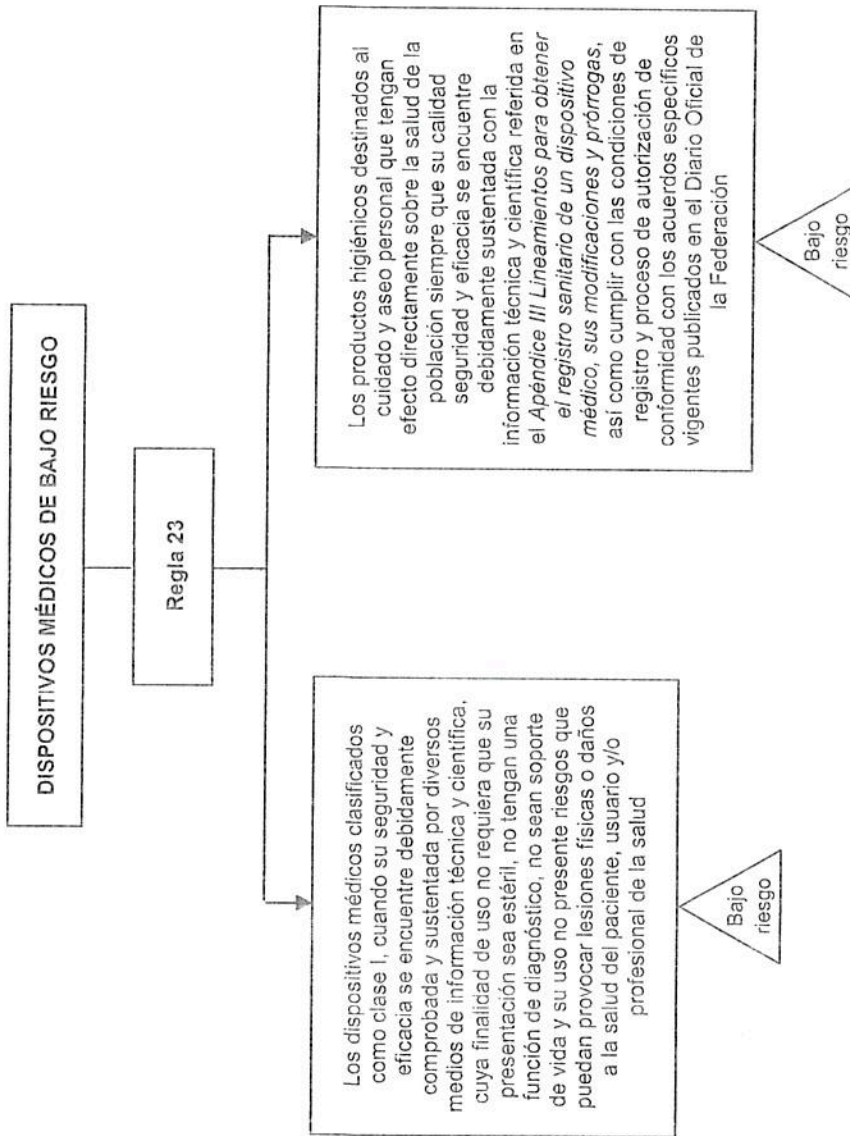 DISPOSITIVOS MÉDICOS DE BAJO RIESGO
Regla 23
Los dispositivos médicos clasificados
como clase I, cuando su seguridad y
eficacia se encuentre debidamente
comprobada y sustentada por diversos
medios de información técnica y científica,
cuya finalidad de uso no requiera que su
presentación sea estéril, no tengan una
función de diagnóstico, no sean soporte
de vida y su uso no presente riesgos que
puedan provocar lesiones físicas o daños
a la salud del paciente, usuario y/o
profesional de la salud
Bajo
riesgo
Los productos higiénicos destinados al
cuidado y aseo personal que tengan
efecto directamente sobre la salud de la
población siempre que su calidad
seguridad y eficacia se encuentre
debidamente sustentada con la
información técnica y científica referida en
el Apéndice III Lineamientos para obtener
el registro sanitario de un dispositivo
médico, sus modificaciones y prórrogas,
así como cumplir con las condiciones de
registro y proceso de autorización de
conformidad con los acuerdos específicos
vigentes publicados en el Diario Oficial de
la Federación
Bajo
riesgo